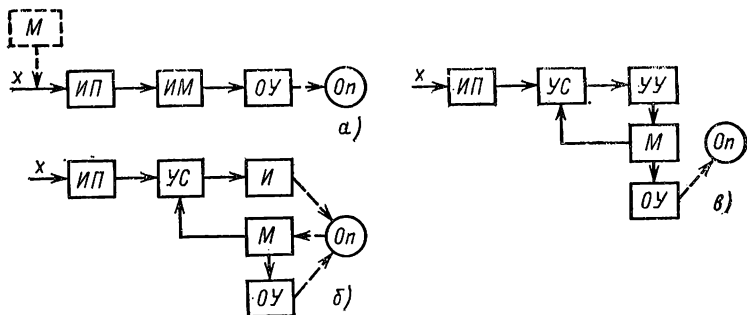 М
x ИП ИМ ОУ Оп
а)
x ИП УС И
М Оп
ОУ
б)
x ИП УС УУ
М Оп
ОУ
в)